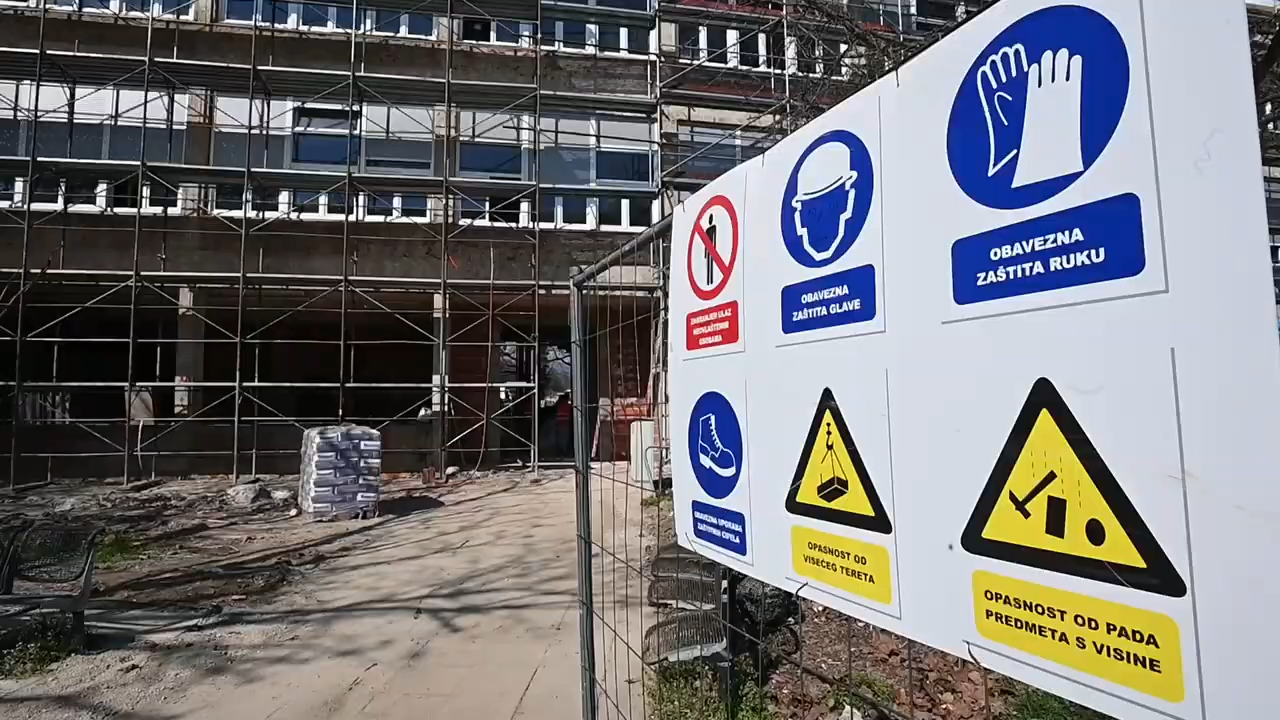 ZABRANJEN ULAZ
NEOVLAŠTENIM
OSOBAMA
OBAVEZNA
ZAŠTITA GLAVE
OBAVEZNA
ZAŠTITA RUKU
OBAVEZNA UPORABA
ZAŠTITNIH CIPELA
OPASNOST OD
VISEĆEG TERETA
OPASNOST OD PADA
PREDMETA S VISINE